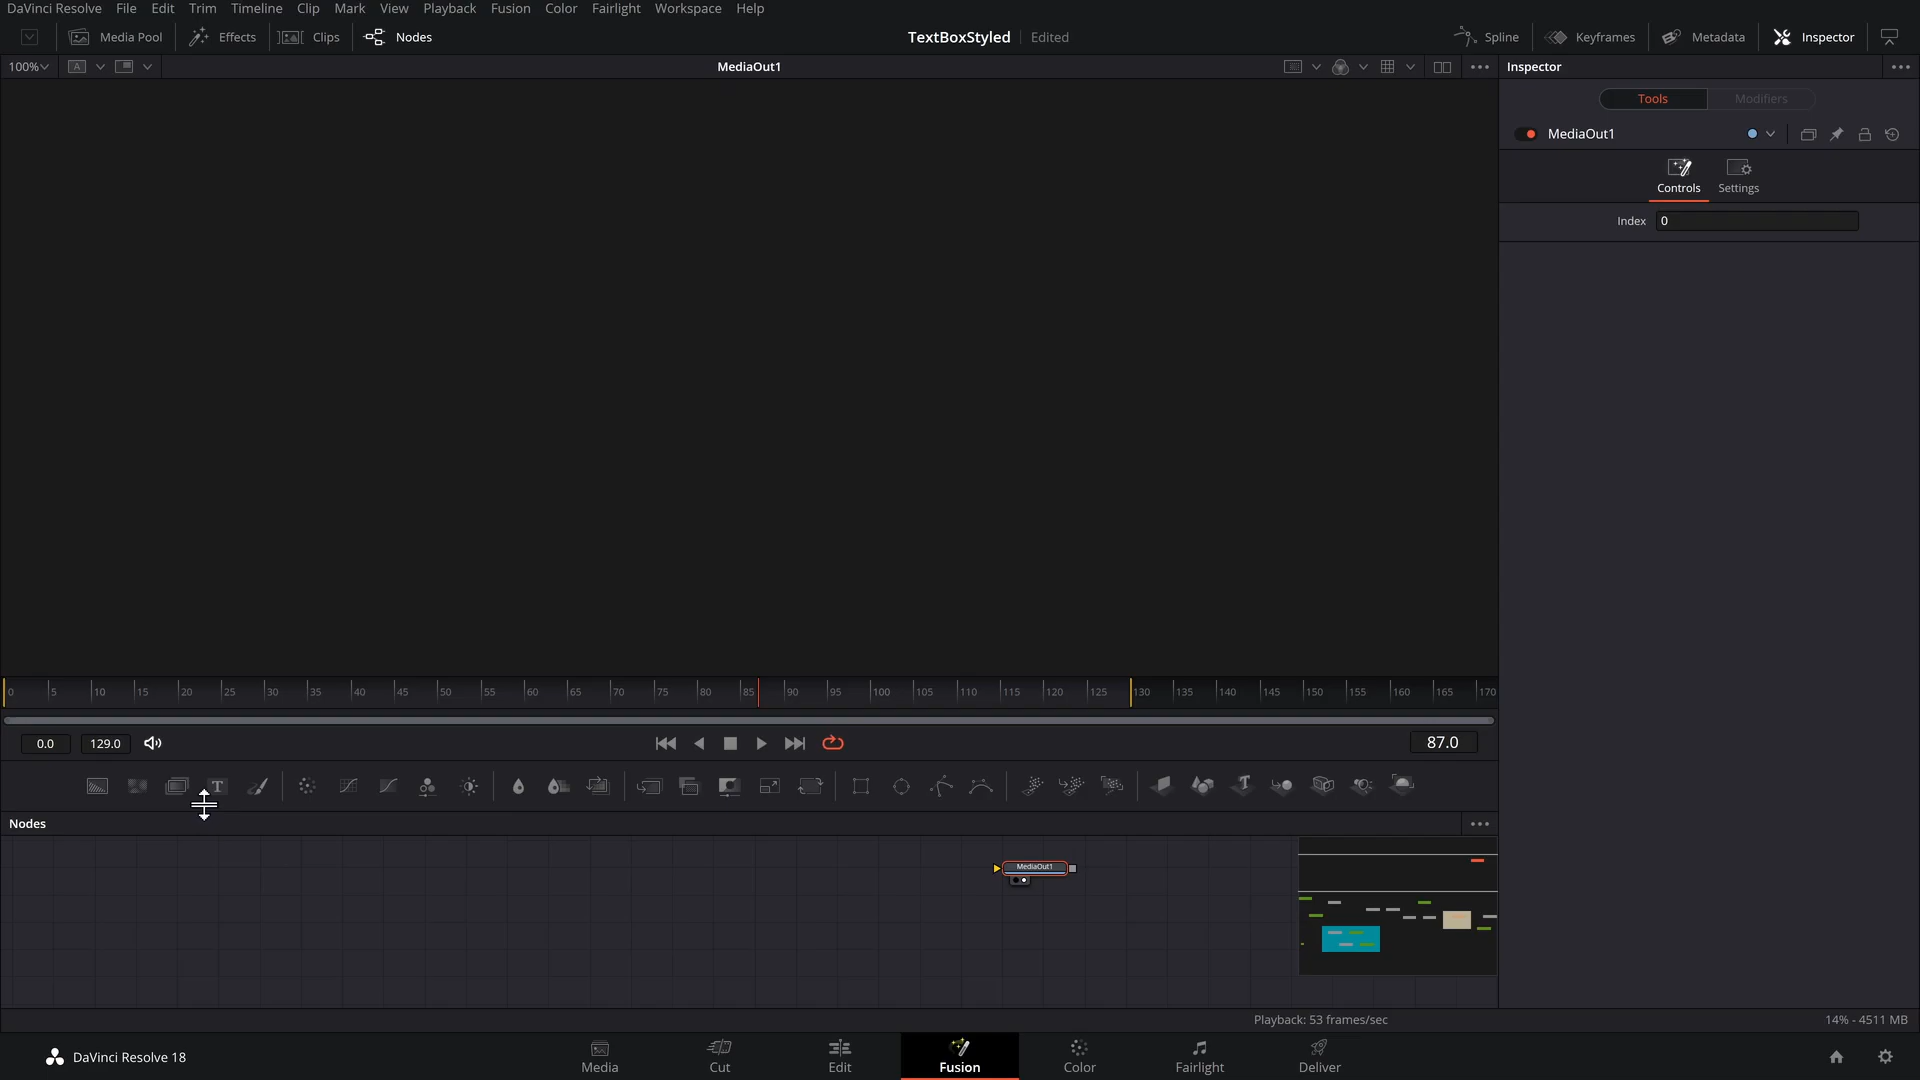 DaVinci Resolve File Edit Trim Timeline Clip Mark View Playback Fusion Color Fairlight Workspace Help
Media Pool Effects Clips Nodes TextBoxStyled Edited Spline Keyframes Metadata Inspector
100% A MediaOut1 Inspector
Tools Modifiers
MediaOut1
Controls Settings
Index 0
0 5 10 15 20 25 30 35 40 45 50 55 60 65 70 75 80 85 90 95 100 105 110 115 120 125 130 135 140 145 150 155 160 165 170
0.0 129.0 87.0
T T
Nodes
MediaOut1
Playback: 53 frames/sec 14% - 4511 MB
DaVinci Resolve 18 Media Cut Edit Fusion Color Fairlight Deliver